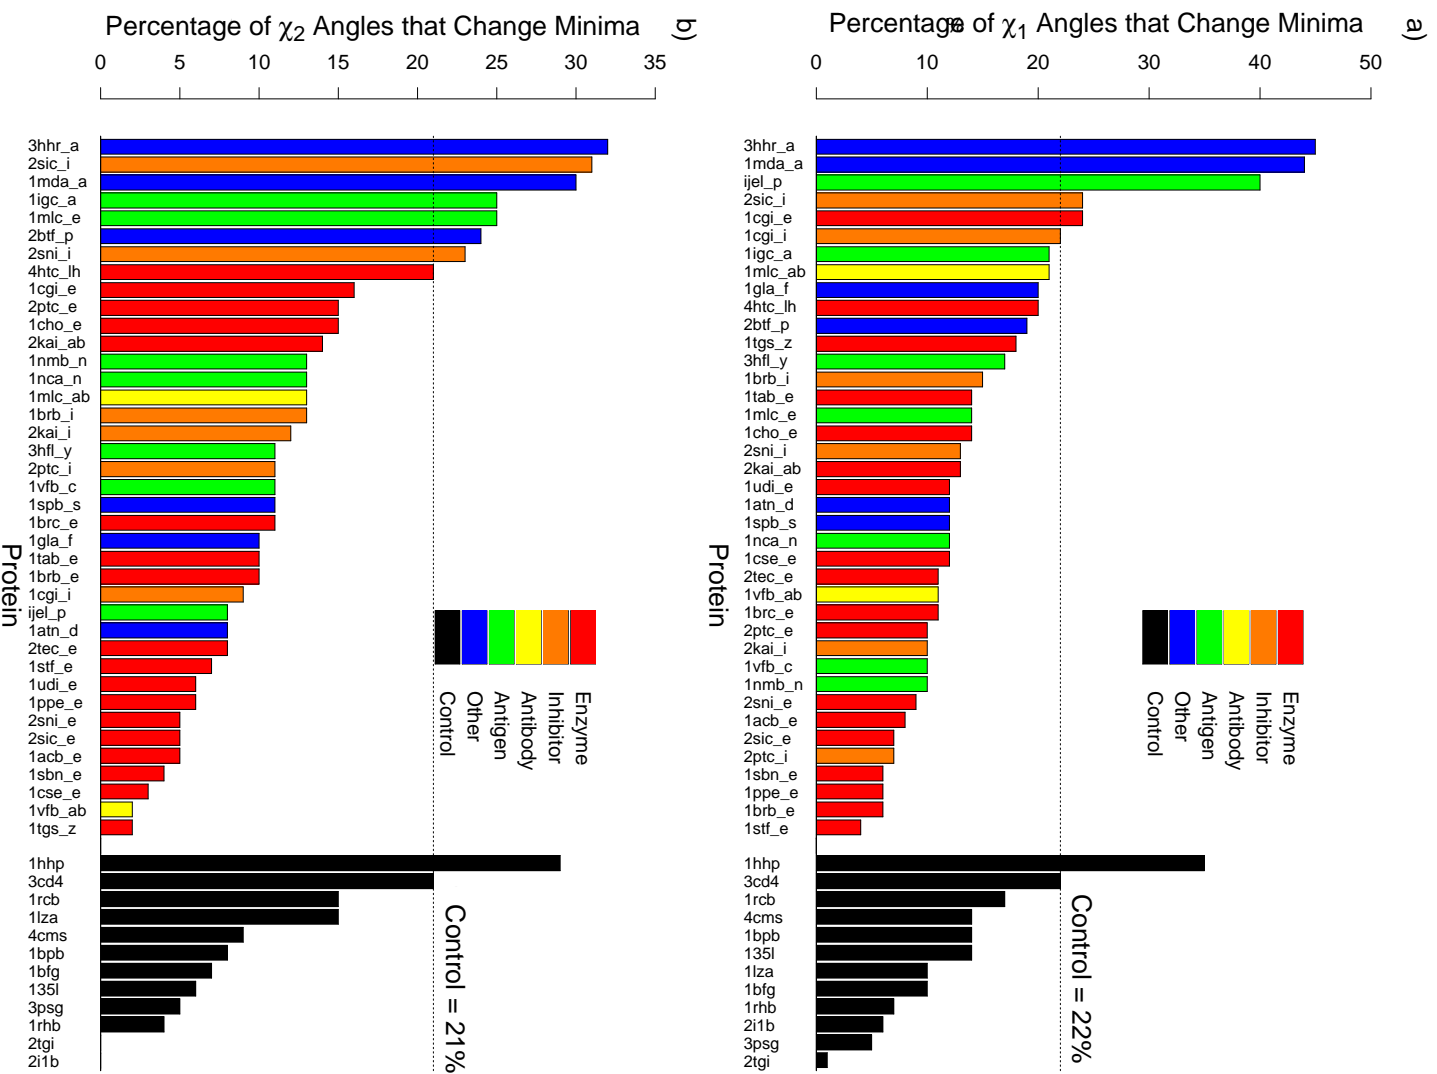 a)
Percentage of χ1 Angles that Change Minima
0 10 20 30 40 50
3hhr_a
1mda_a
ijel_p
2sic_i
1cgi_e
1cgi_i
1igc_a
1mlc_ab
1gla_f
4htc_lh
2btf_p
1tgs_z
3hfl_y
1brb_i
1tab_e
1mlc_e
1cho_e
2sni_i
2kai_ab
1udi_e
1atn_d
1spb_s
1nca_n
1cse_e
2tec_e
1vfb_ab
1brc_e
2ptc_e
2kai_i
1vfb_c
1nmb_n
2sni_e
1acb_e
2sic_e
2ptc_i
1sbn_e
1ppe_e
1brb_e
1stf_e
1hhp
3cd4
1rcb
4cms
1bpb
135l
1lza
1bfg
1rhb
2i1b
3psg
2tgi
Protein
Enzyme
Inhibitor
Antibody
Antigen
Other
Control
Control = 22%
b)
Percentage of χ2 Angles that Change Minima
0 5 10 15 20 25 30 35
3hhr_a
2sic_i
1mda_a
1igc_a
1mlc_e
2btf_p
2sni_i
4htc_lh
1cgi_e
2ptc_e
1cho_e
2kai_ab
1nmb_n
1nca_n
1mlc_ab
1brb_i
2kai_i
3hfl_y
2ptc_i
1vfb_c
1spb_s
1brc_e
1gla_f
1tab_e
1brb_e
1cgi_i
ijel_p
1atn_d
2tec_e
1stf_e
1udi_e
1ppe_e
2sni_e
2sic_e
1acb_e
1sbn_e
1cse_e
1vfb_ab
1tgs_z
1hhp
3cd4
1rcb
1lza
4cms
1bpb
1bfg
135l
3psg
1rhb
2tgi
2i1b
Protein
Enzyme
Inhibitor
Antibody
Antigen
Other
Control
Control = 21%